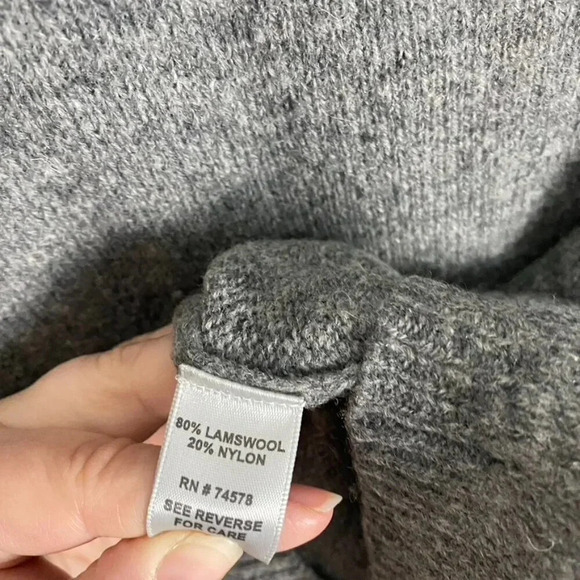 80% LAMSWOOL
20% NYLON
RN # 74578
SEE REVERSE
FOR CARE